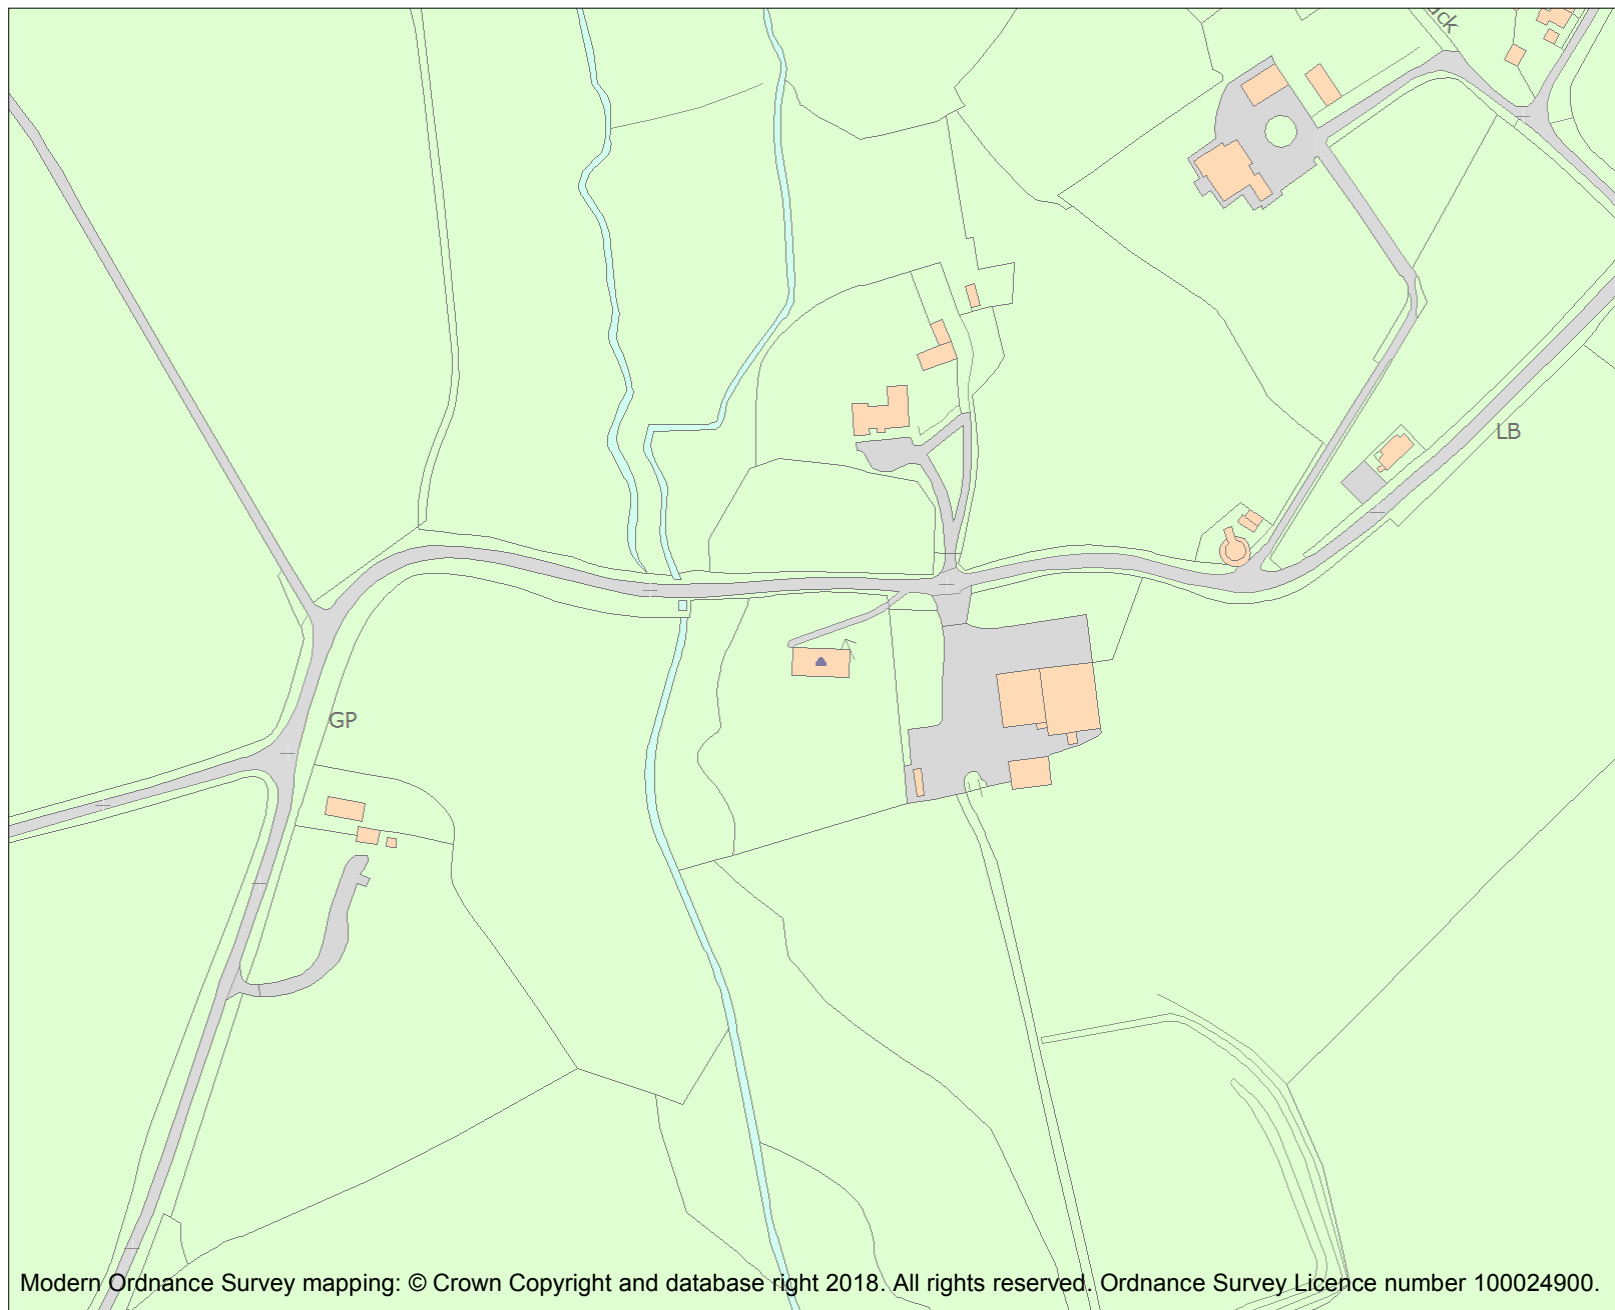 LB
GP
Modern Ordnance Survey mapping: © Crown Copyright and database right 2018. All rights reserved. Ordnance Survey Licence number 100024900.